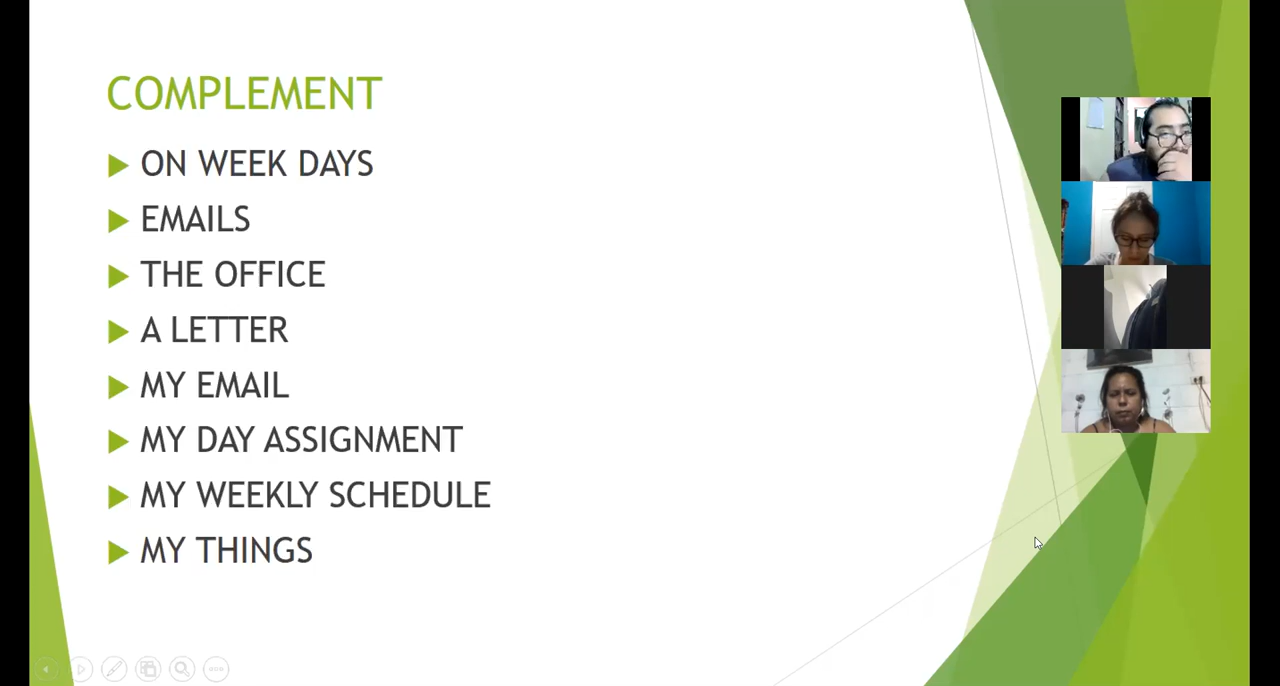 COMPLEMENT
ON WEEK DAYS
EMAILS
THE OFFICE
A LETTER
MY EMAIL
MY DAY ASSIGNMENT
MY WEEKLY SCHEDULE
MY THINGS